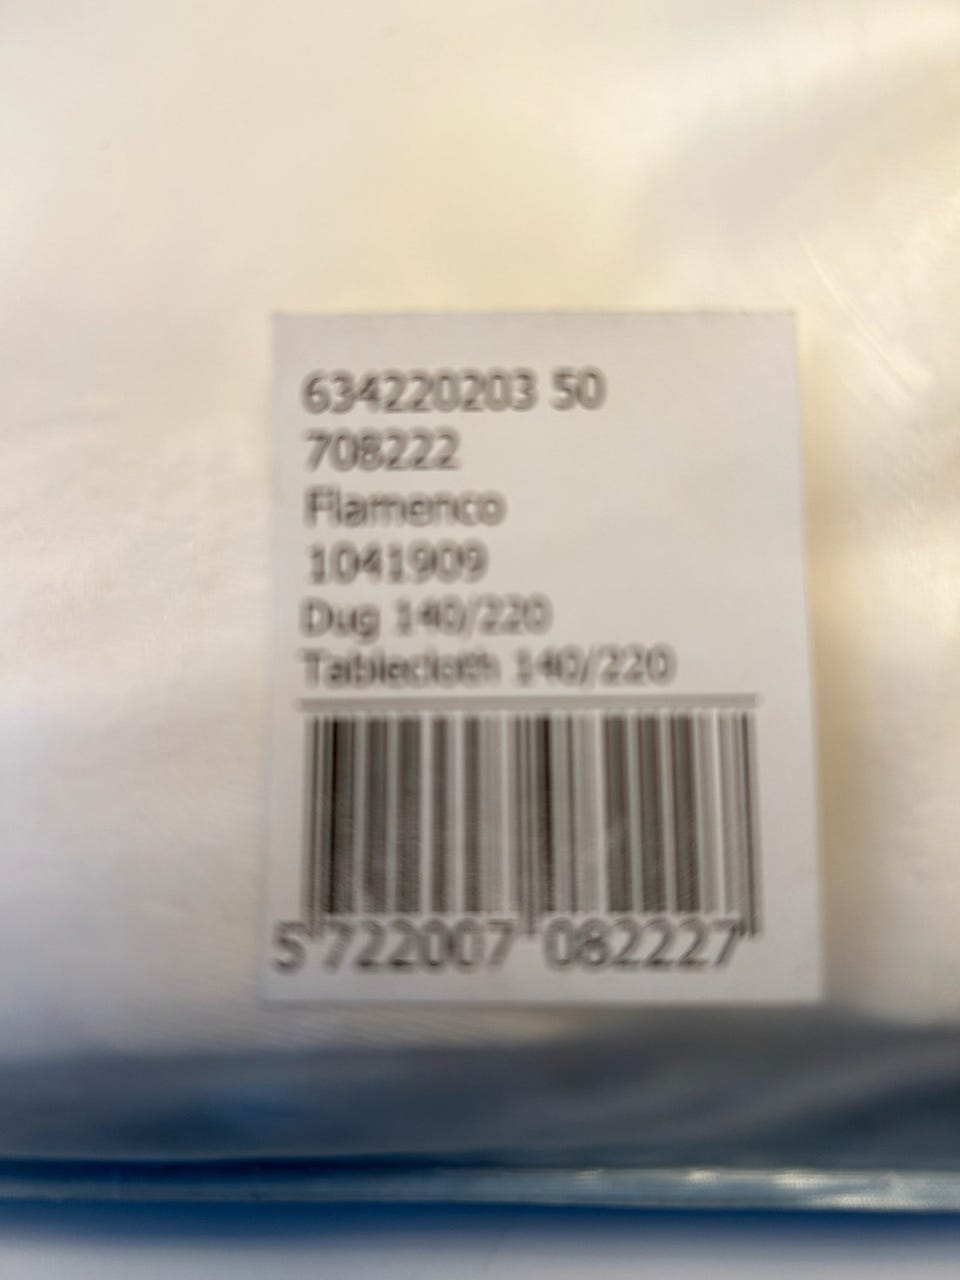 634220203 50
708222
Flamenco
1041909
Dug 140/220
Tablecloth 140/220
5 722007 082227